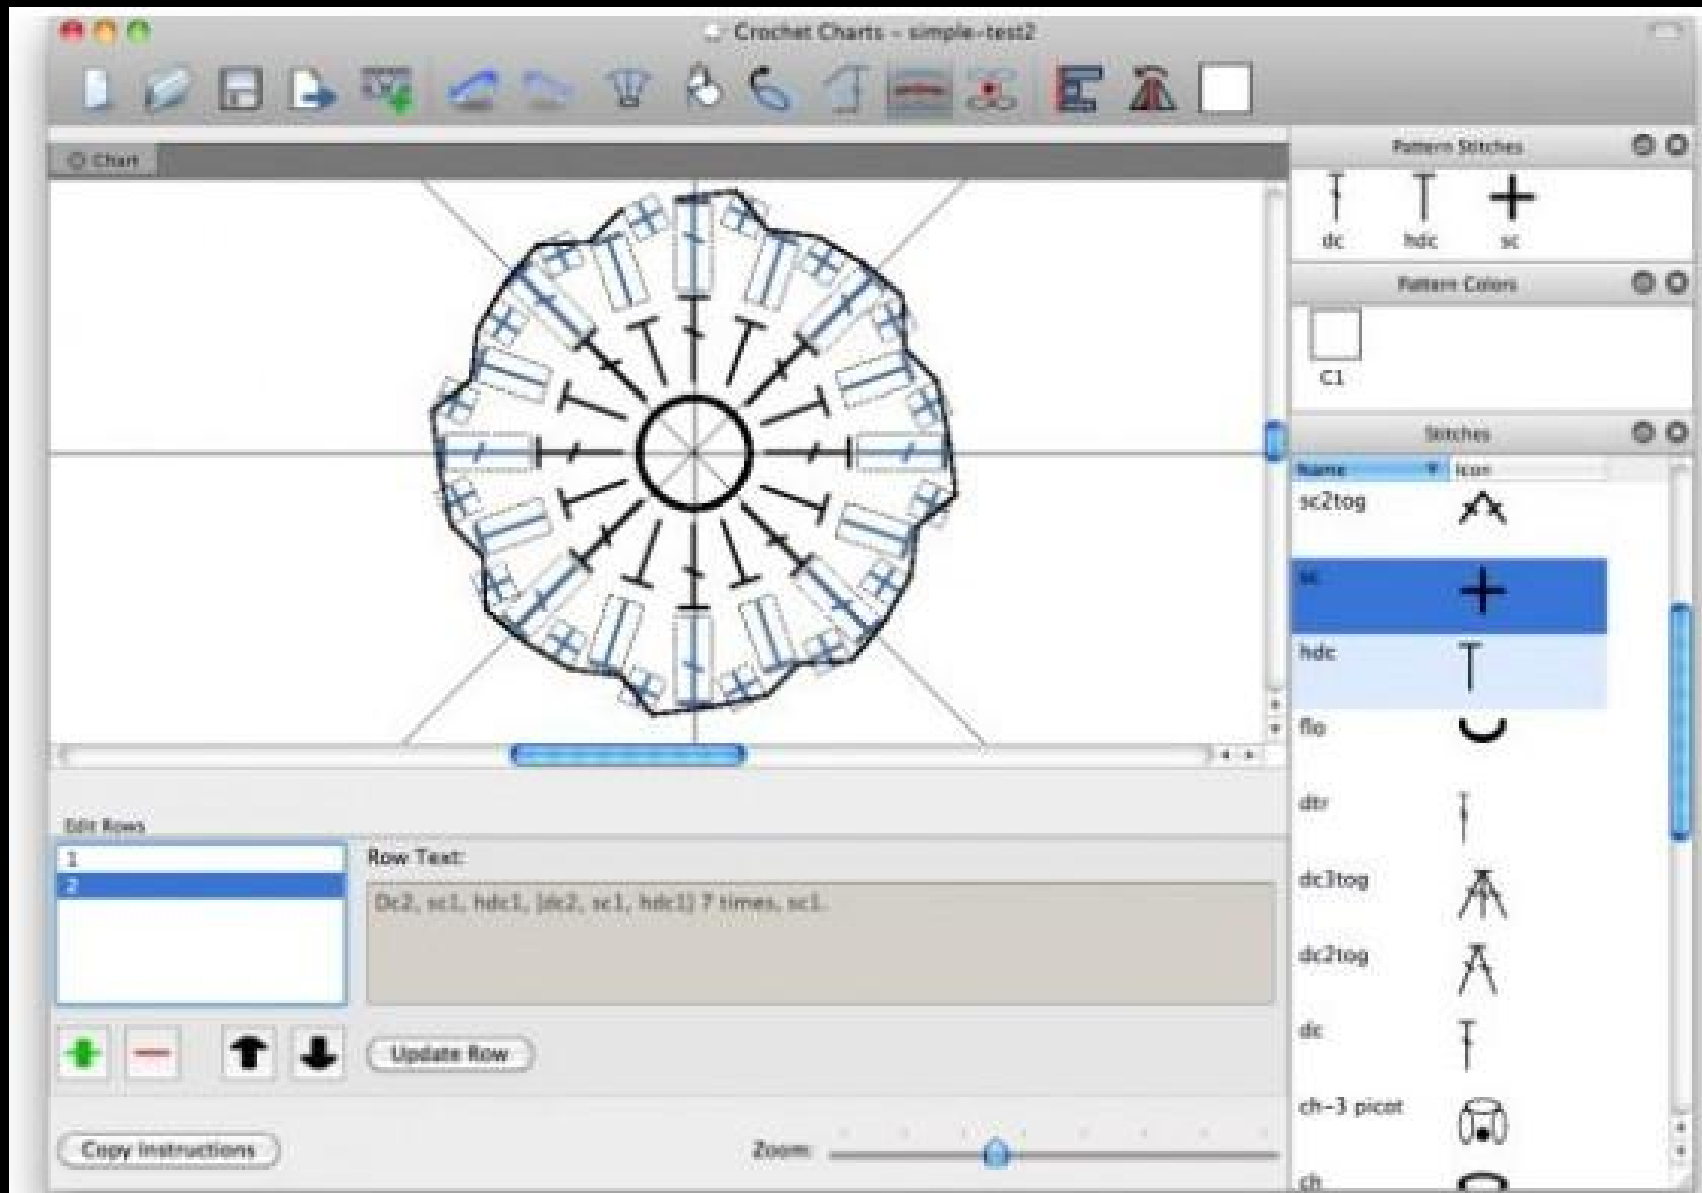 Crochet Charts - simple-test2
Chart
Pattern Stitches
dc hdc sc
Pattern Colors
C1
Stitches
Name Icon
sc2tog
sc
hdc
flo
dtr
dc3tog
dc2tog
dc
ch-3 picot
ch
Edit Rows
1
2
Row Text:
Dc2, sc1, hdc1, [dc2, sc1, hdc1] 7 times, sc1.
Update Row
Copy Instructions
Zoom: